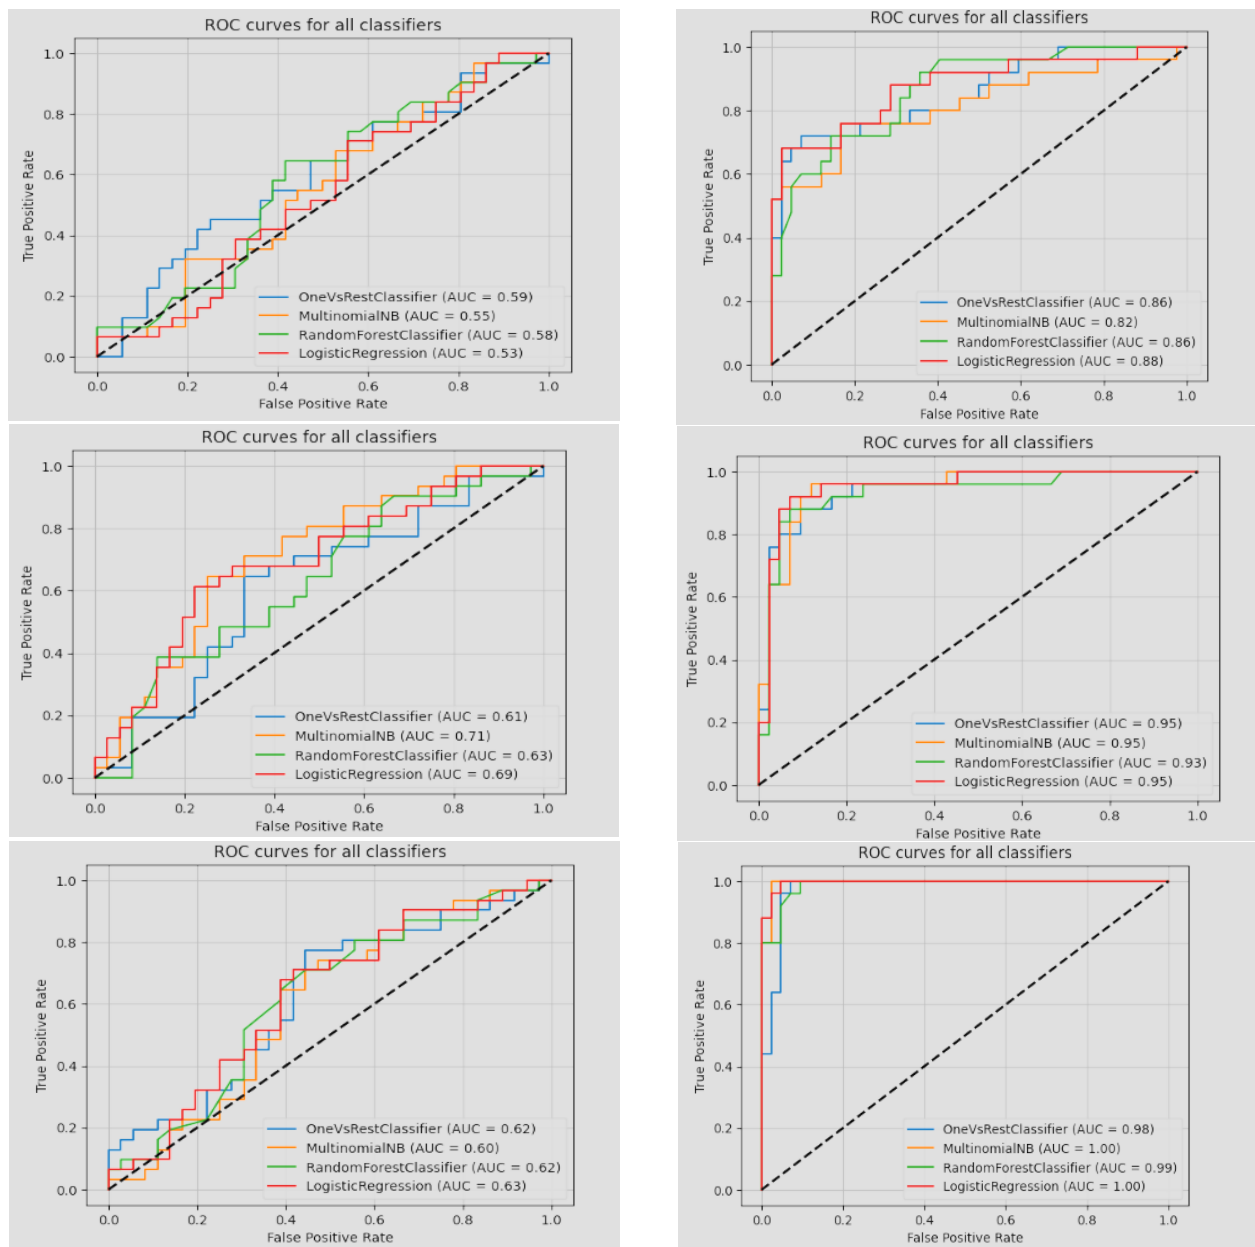 ROC curves for all classifiers
1.0
0.8
0.6
0.4
0.2
0.0
True Positive Rate
OneVsRestClassifier (AUC = 0.59)
MultinomialNB (AUC = 0.55)
RandomForestClassifier (AUC = 0.58)
LogisticRegression (AUC = 0.53)
0.0 0.2 0.4 0.6 0.8 1.0
False Positive Rate
ROC curves for all classifiers
1.0
0.8
0.6
0.4
0.2
0.0
True Positive Rate
OneVsRestClassifier (AUC = 0.86)
MultinomialNB (AUC = 0.82)
RandomForestClassifier (AUC = 0.86)
LogisticRegression (AUC = 0.88)
0.0 0.2 0.4 0.6 0.8 1.0
False Positive Rate
ROC curves for all classifiers
1.0
0.8
0.6
0.4
0.2
0.0
True Positive Rate
OneVsRestClassifier (AUC = 0.61)
MultinomialNB (AUC = 0.71)
RandomForestClassifier (AUC = 0.63)
LogisticRegression (AUC = 0.69)
0.0 0.2 0.4 0.6 0.8 1.0
False Positive Rate
ROC curves for all classifiers
1.0
0.8
0.6
0.4
0.2
0.0
True Positive Rate
OneVsRestClassifier (AUC = 0.95)
MultinomialNB (AUC = 0.95)
RandomForestClassifier (AUC = 0.93)
LogisticRegression (AUC = 0.95)
0.0 0.2 0.4 0.6 0.8 1.0
False Positive Rate
ROC curves for all classifiers
1.0
0.8
0.6
0.4
0.2
0.0
True Positive Rate
OneVsRestClassifier (AUC = 0.62)
MultinomialNB (AUC = 0.60)
RandomForestClassifier (AUC = 0.62)
LogisticRegression (AUC = 0.63)
0.0 0.2 0.4 0.6 0.8 1.0
False Positive Rate
ROC curves for all classifiers
1.0
0.8
0.6
0.4
0.2
0.0
True Positive Rate
OneVsRestClassifier (AUC = 0.98)
MultinomialNB (AUC = 1.00)
RandomForestClassifier (AUC = 0.99)
LogisticRegression (AUC = 1.00)
0.0 0.2 0.4 0.6 0.8 1.0
False Positive Rate